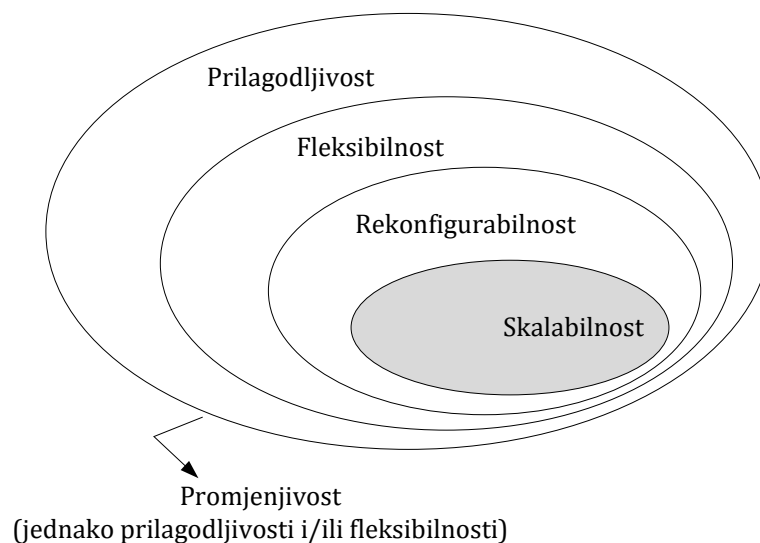 Prilagodljivost
Fleksibilnost
Rekonfigurabilnost
Skalabilnost
Promjenjivost
(jednako prilagodljivosti i/ili fleksibilnosti)